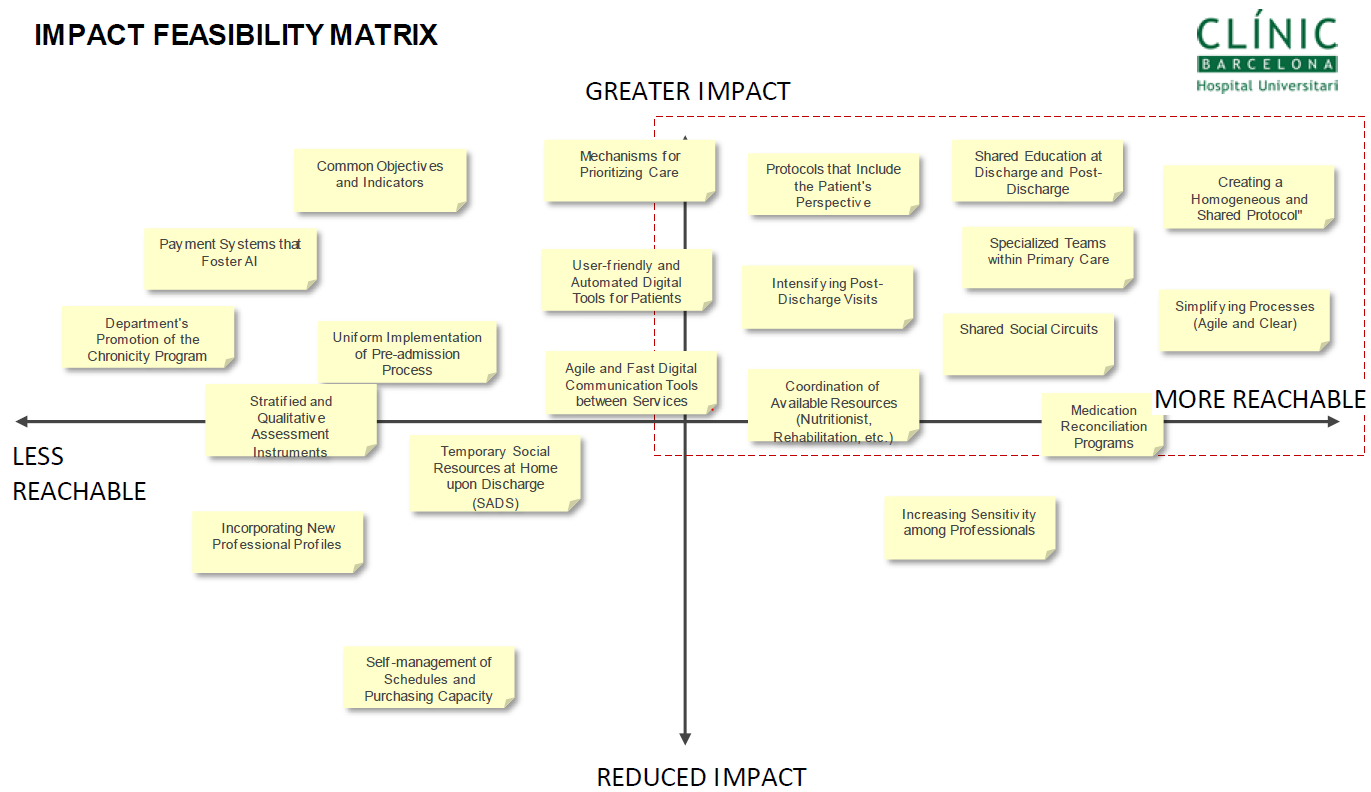 IMPACT FEASIBILITY MATRIX
CLÍNIC
BARCELONA
Hospital Universitari
GREATER IMPACT
Common Objectives
and Indicators
Mechanisms for
Prioritizing Care
Protocols that Include
the Patient's
Perspective
Shared Education at
Discharge and Post-
Discharge
Creating a
Homogeneous and
Shared Protocol"
Payment Systems that
Foster AI
User-friendly and
Automated Digital
Tools for Patients
Intensifying Post-
Discharge Visits
Specialized Teams
within Primary Care
Simplifying Processes
(Agile and Clear)
Department's
Promotion of the
Chronicity Program
Uniform Implementation
of Pre-admission
Process
Agile and Fast Digital
Communication Tools
between Services
Shared Social Circuits
Coordination of
Available Resources
(Nutritionist,
Rehabilitation, etc.)
Medication
Reconciliation
Programs
MORE REACHABLE
Stratified and
Qualitative
Assessment
Instruments
LESS
REACHABLE
Temporary Social
Resources at Home
upon Discharge
(SADS)
Incorporating New
Professional Profiles
Increasing Sensitivity
among Professionals
Self-management of
Schedules and
Purchasing Capacity
REDUCED IMPACT